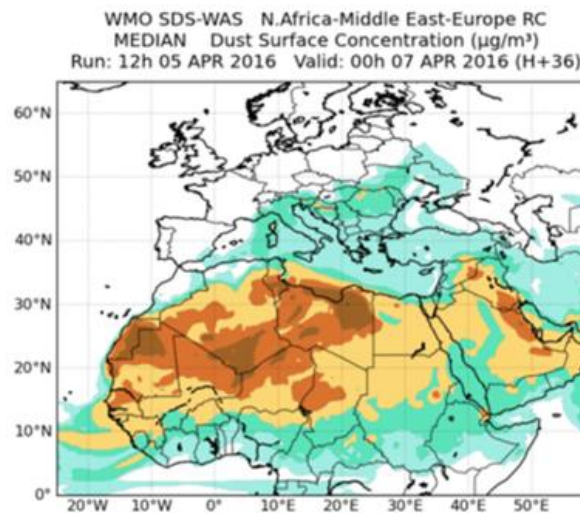 WMO SDS-WAS N.Africa-Middle East-Europe RC
MEDIAN Dust Surface Concentration (µg/m³)
Run: 12h 05 APR 2016 Valid: 00h 07 APR 2016 (H+36)
60°N
50°N
40°N
30°N
20°N
10°N
0°
20°W 10°W 0° 10°E 20°E 30°E 40°E 50°E